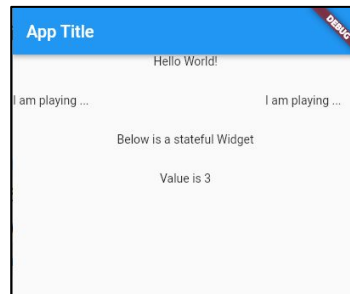 App Title
DEBUG
Hello World!
I am playing ... I am playing ...
Below is a stateful Widget
Value is 3